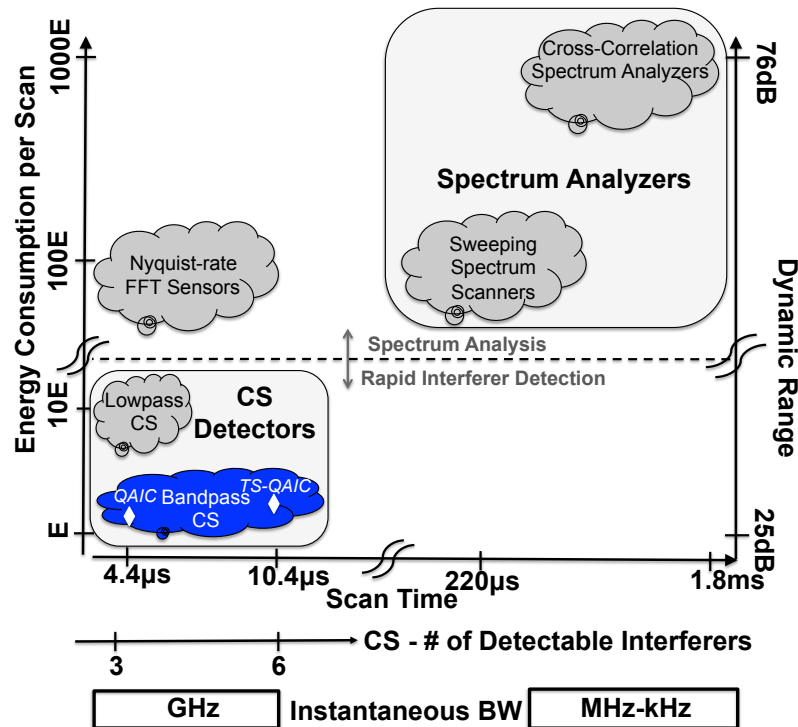 Energy Consumption per Scan
1000E
100E
10E
E
Cross-Correlation
Spectrum Analyzers
Spectrum Analyzers
Nyquist-rate
FFT Sensors
Sweeping
Spectrum
Scanners
Spectrum Analysis
Rapid Interferer Detection
Lowpass
CS
CS
Detectors
QAIC
Bandpass
CS
TS-QAIC
76dB
Dynamic Range
25dB
4.4µs
10.4µs
220µs
1.8ms
Scan Time
CS - # of Detectable Interferers
3
6
GHz
Instantaneous BW
MHz-kHz